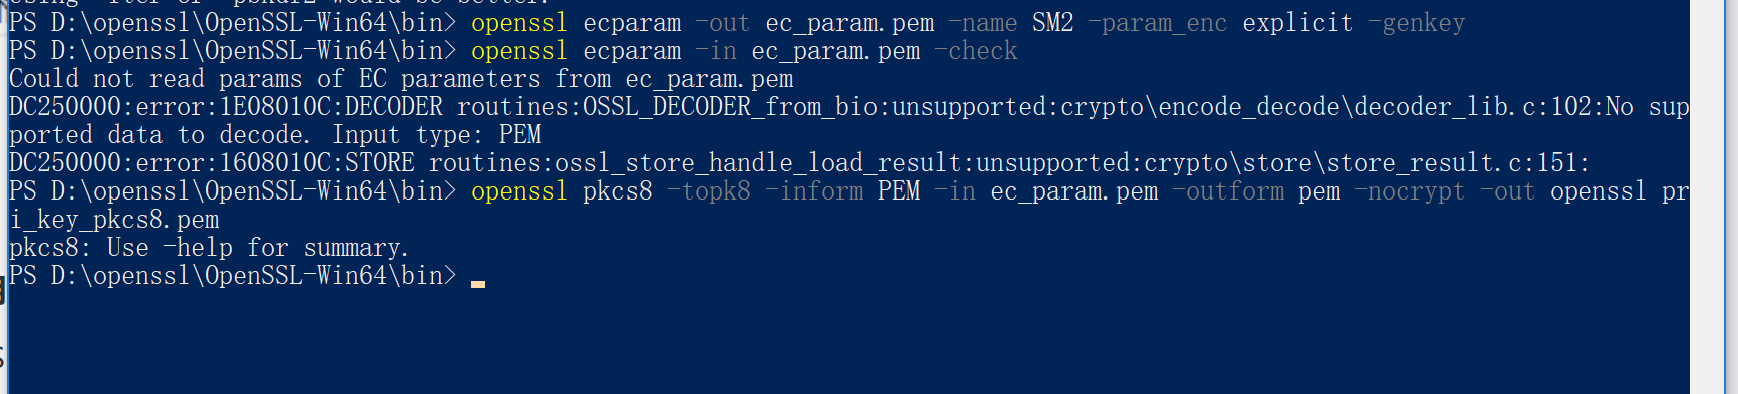 PS D:\openssl\OpenSSL-Win64\bin> openssl ecparam -out ec_param.pem -name SM2 -param_enc explicit -genkey
PS D:\openssl\OpenSSL-Win64\bin> openssl ecparam -in ec_param.pem -check
Could not read params of EC parameters from ec_param.pem
DC250000:error:1E08010C:DECODER routines:OSSL_DECODER_from_bio:unsupported:crypto\encode_decode\decoder_lib.c:102:No sup
ported data to decode. Input type: PEM
DC250000:error:1608010C:STORE routines:ossl_store_handle_load_result:unsupported:crypto\store\store_result.c:151:
PS D:\openssl\OpenSSL-Win64\bin> openssl pkcs8 -topk8 -inform PEM -in ec_param.pem -outform pem -nocrypt -out openssl pr
i_key_pkcs8.pem
pkcs8: Use -help for summary.
PS D:\openssl\OpenSSL-Win64\bin>